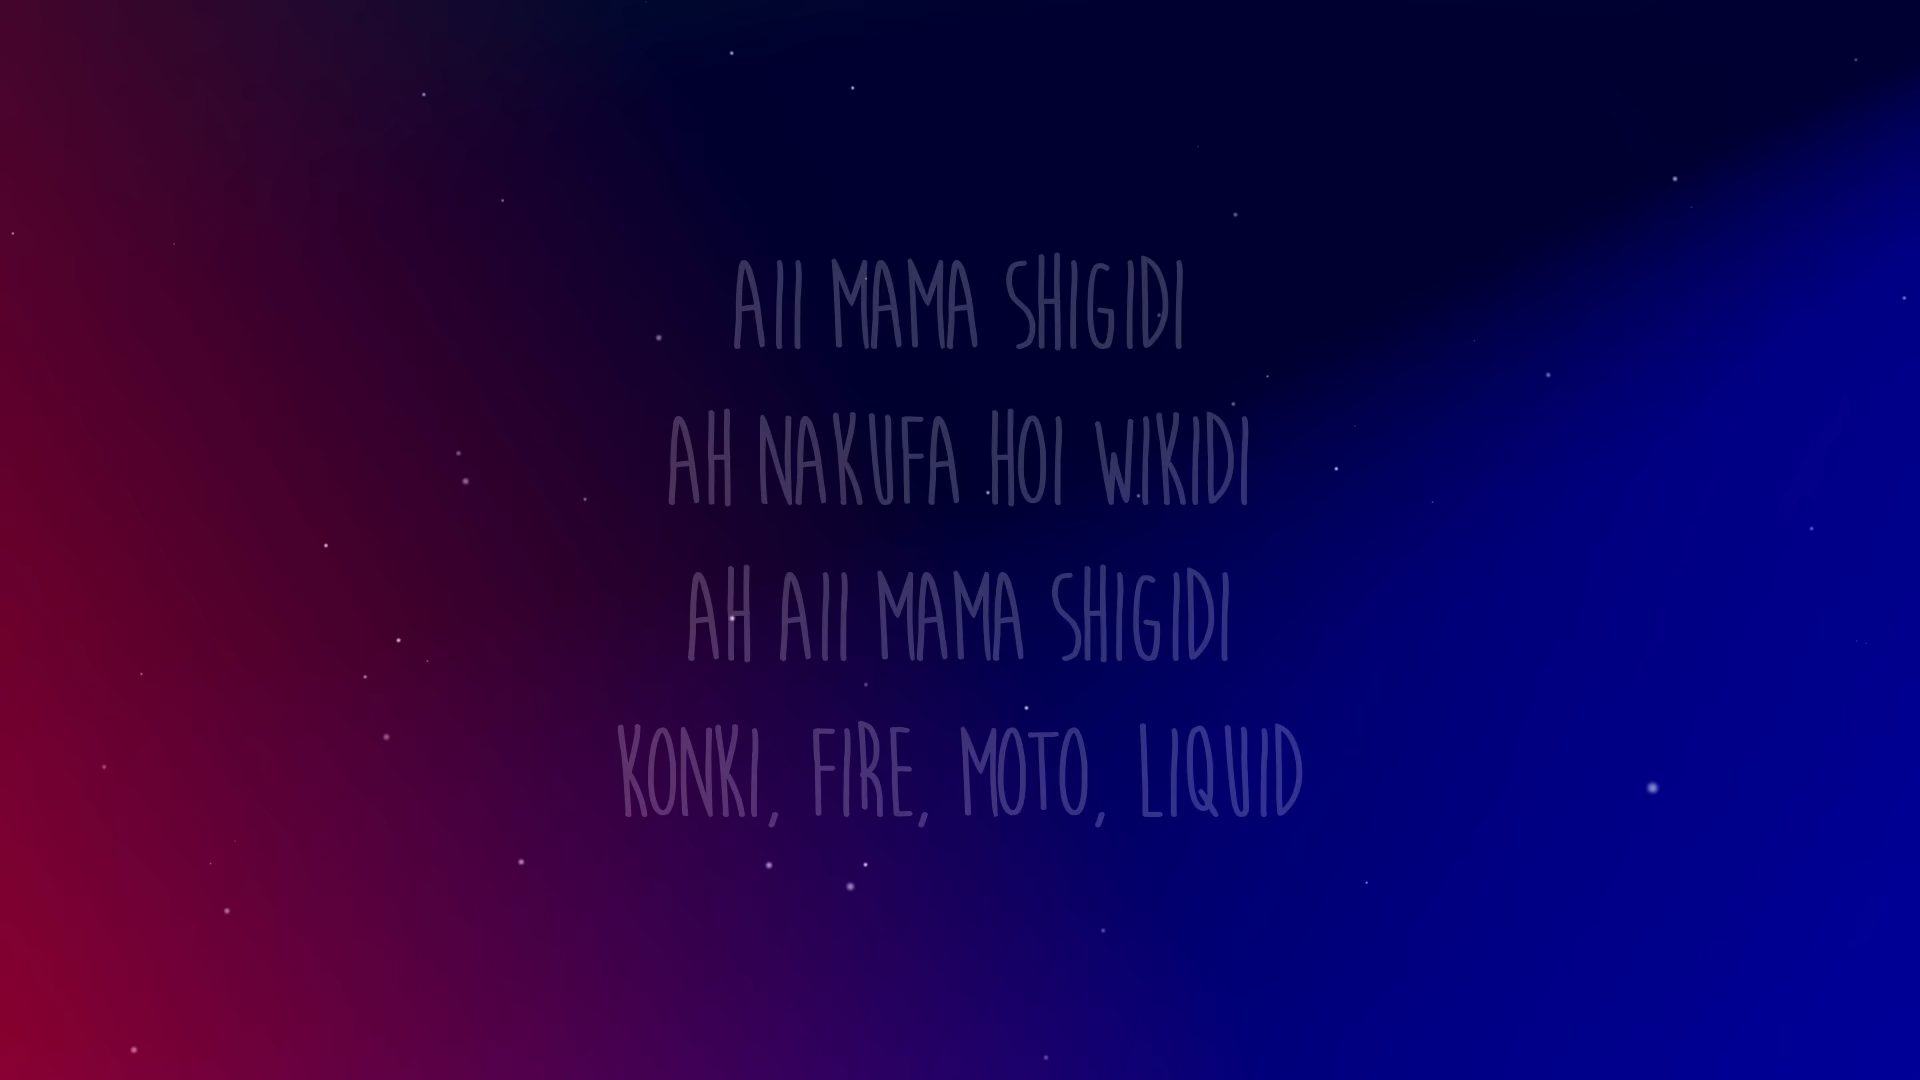 AII MAMA SHIGIDI
AH NAKUFA HOI WIKIDI
AH AII MAMA SHIGIDI
KONKI, FIRE, MOTO, LIQUID